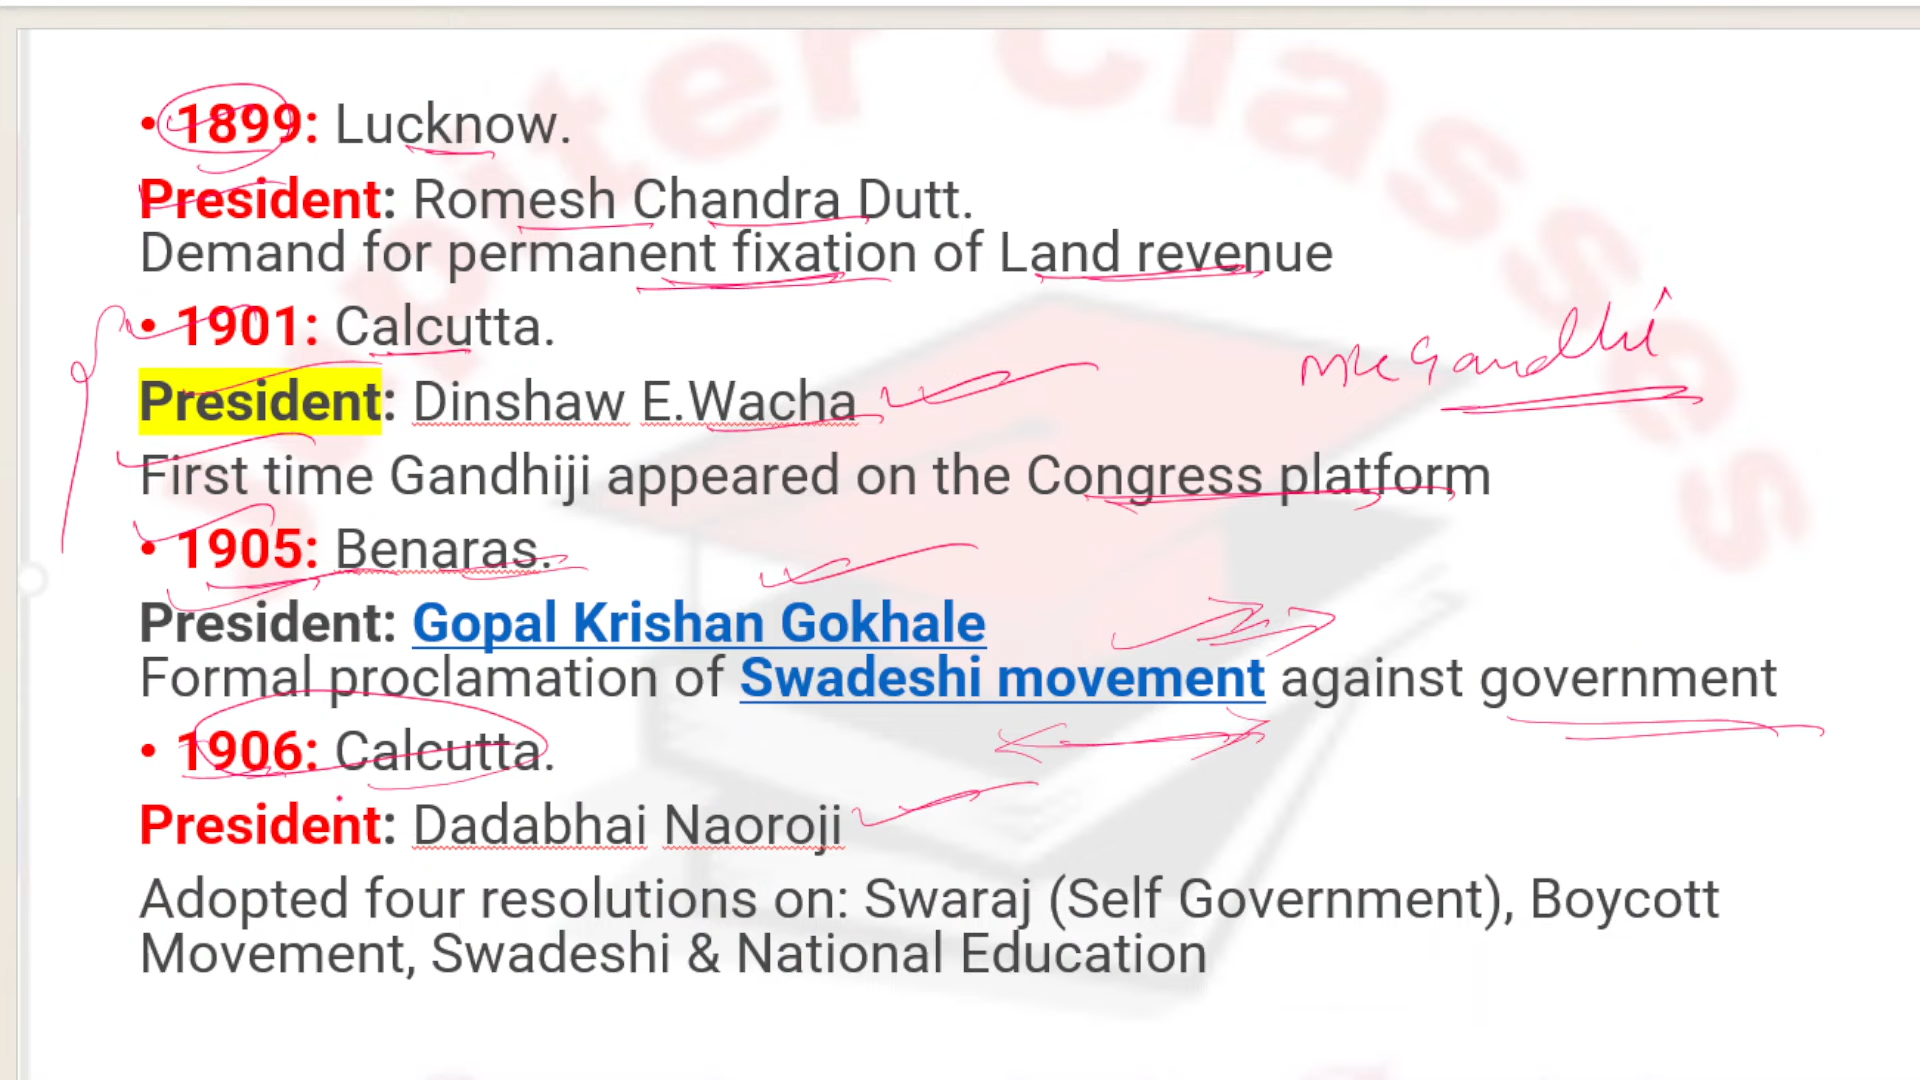 • 1899: Lucknow.
President: Romesh Chandra Dutt.
Demand for permanent fixation of Land revenue
• 1901: Calcutta.
MK Gandhi
President: Dinshaw E.Wacha
First time Gandhiji appeared on the Congress platform
• 1905: Benaras.
President: Gopal Krishan Gokhale
Formal proclamation of Swadeshi movement against government
• 1906: Calcutta.
President: Dadabhai Naoroji
Adopted four resolutions on: Swaraj (Self Government), Boycott
Movement, Swadeshi & National Education
piter Classes